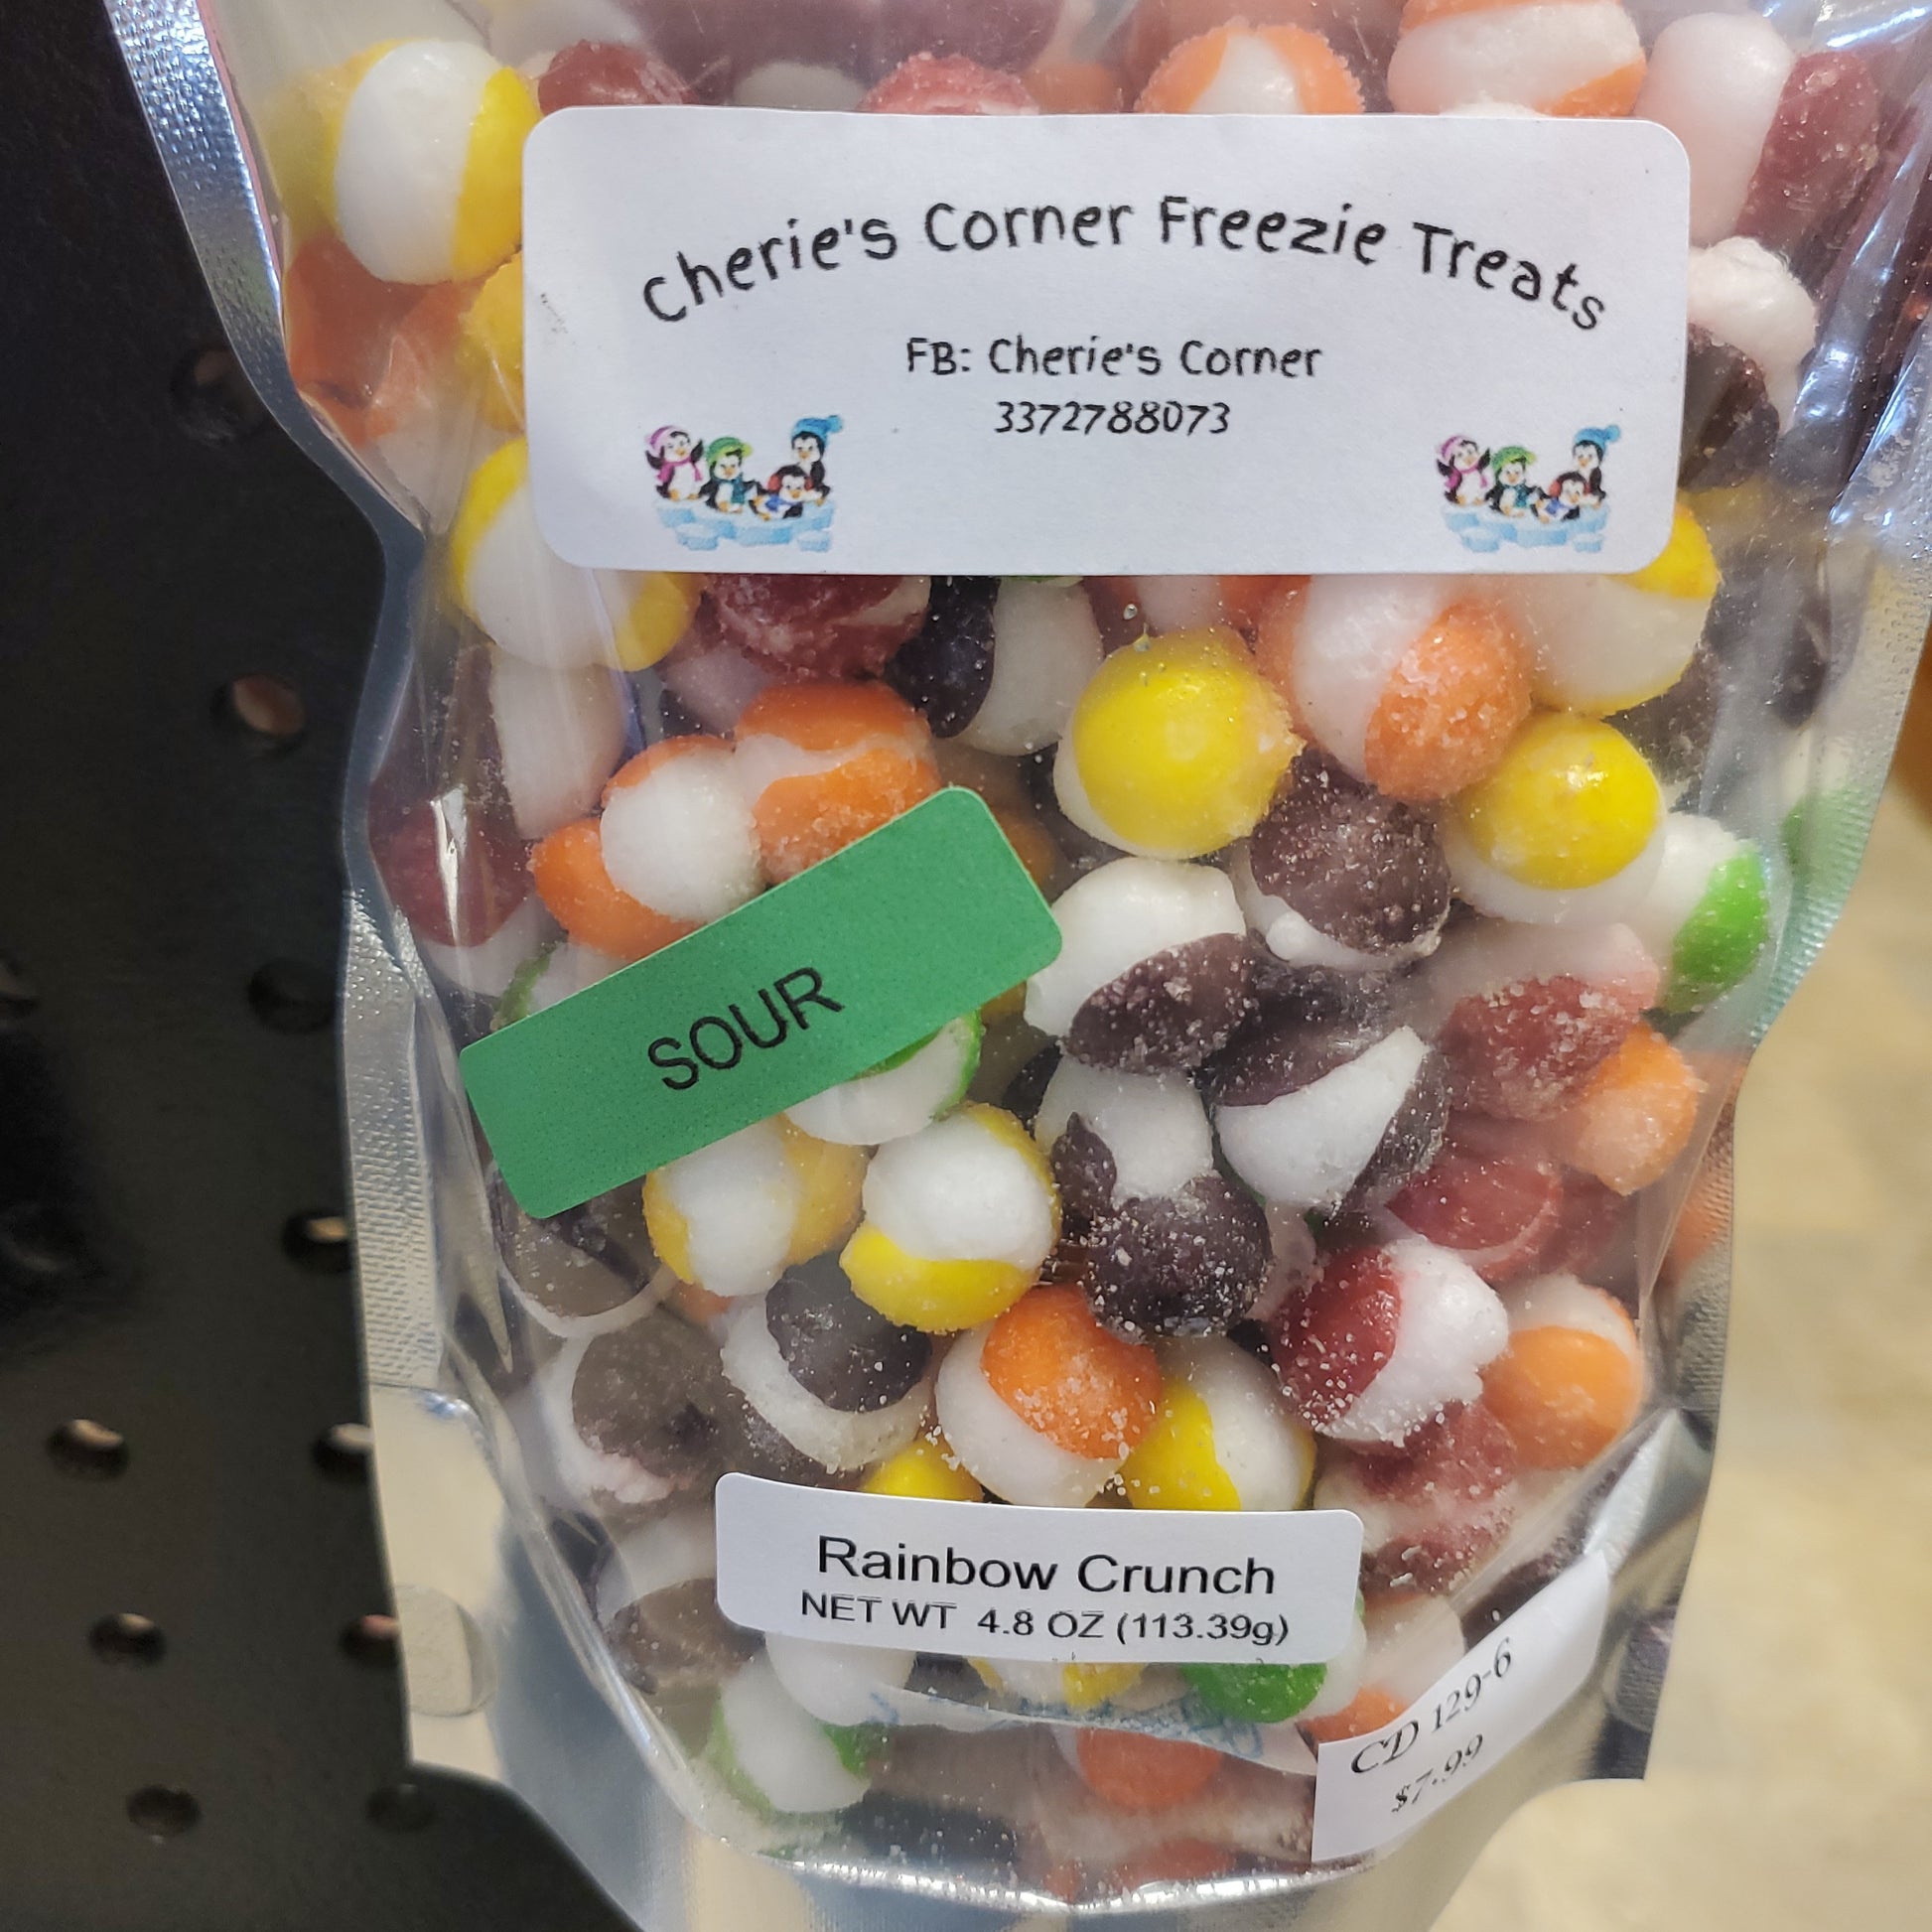 Cherie's Corner Freezie Treats
FB: Cherie's Corner
3372788073
SOUR
Rainbow Crunch
NET WT 4.8 OZ (113.39g)
CD 129-6
$7.99